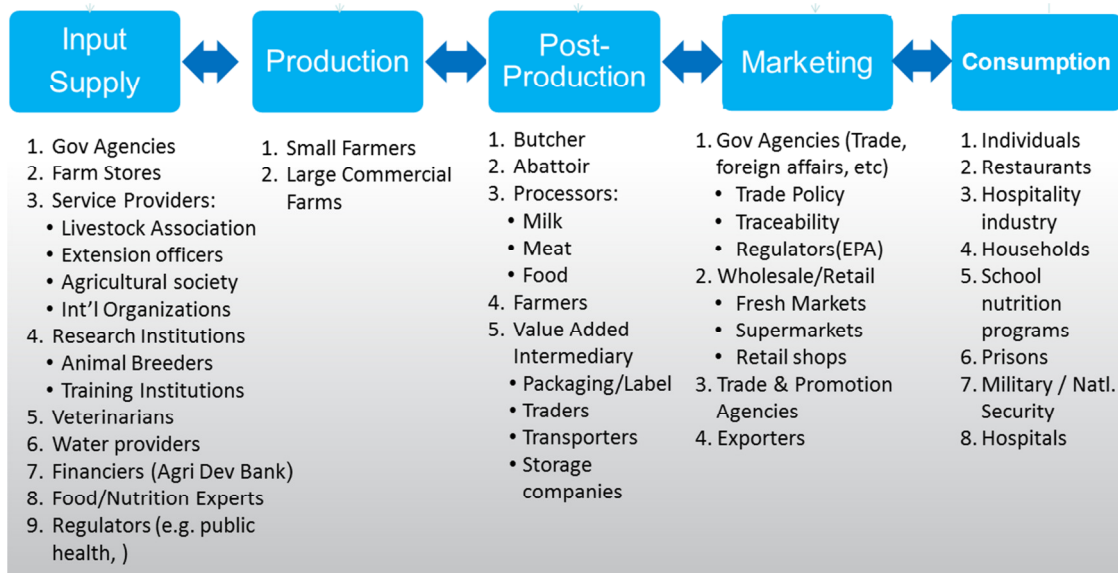 Input
Supply
Production
Post-
Production
Marketing
Consumption
1. Gov Agencies
2. Farm Stores
3. Service Providers:
• Livestock Association
• Extension officers
• Agricultural society
• Int'l Organizations
4. Research Institutions
• Animal Breeders
• Training Institutions
5. Veterinarians
6. Water providers
7. Financiers (Agri Dev Bank)
8. Food/Nutrition Experts
9. Regulators (e.g. public
health, )
1. Small Farmers
2. Large Commercial
Farms
1. Butcher
2. Abattoir
3. Processors:
• Milk
• Meat
• Food
4. Farmers
5. Value Added
Intermediary
• Packaging/Label
• Traders
• Transporters
• Storage
companies
1. Gov Agencies (Trade,
foreign affairs, etc)
• Trade Policy
• Traceability
• Regulators(EPA)
2. Wholesale/Retail
• Fresh Markets
• Supermarkets
• Retail shops
3. Trade & Promotion
Agencies
4. Exporters
1. Individuals
2. Restaurants
3. Hospitality
industry
4. Households
5. School
nutrition
programs
6. Prisons
7. Military / Natl.
Security
8. Hospitals